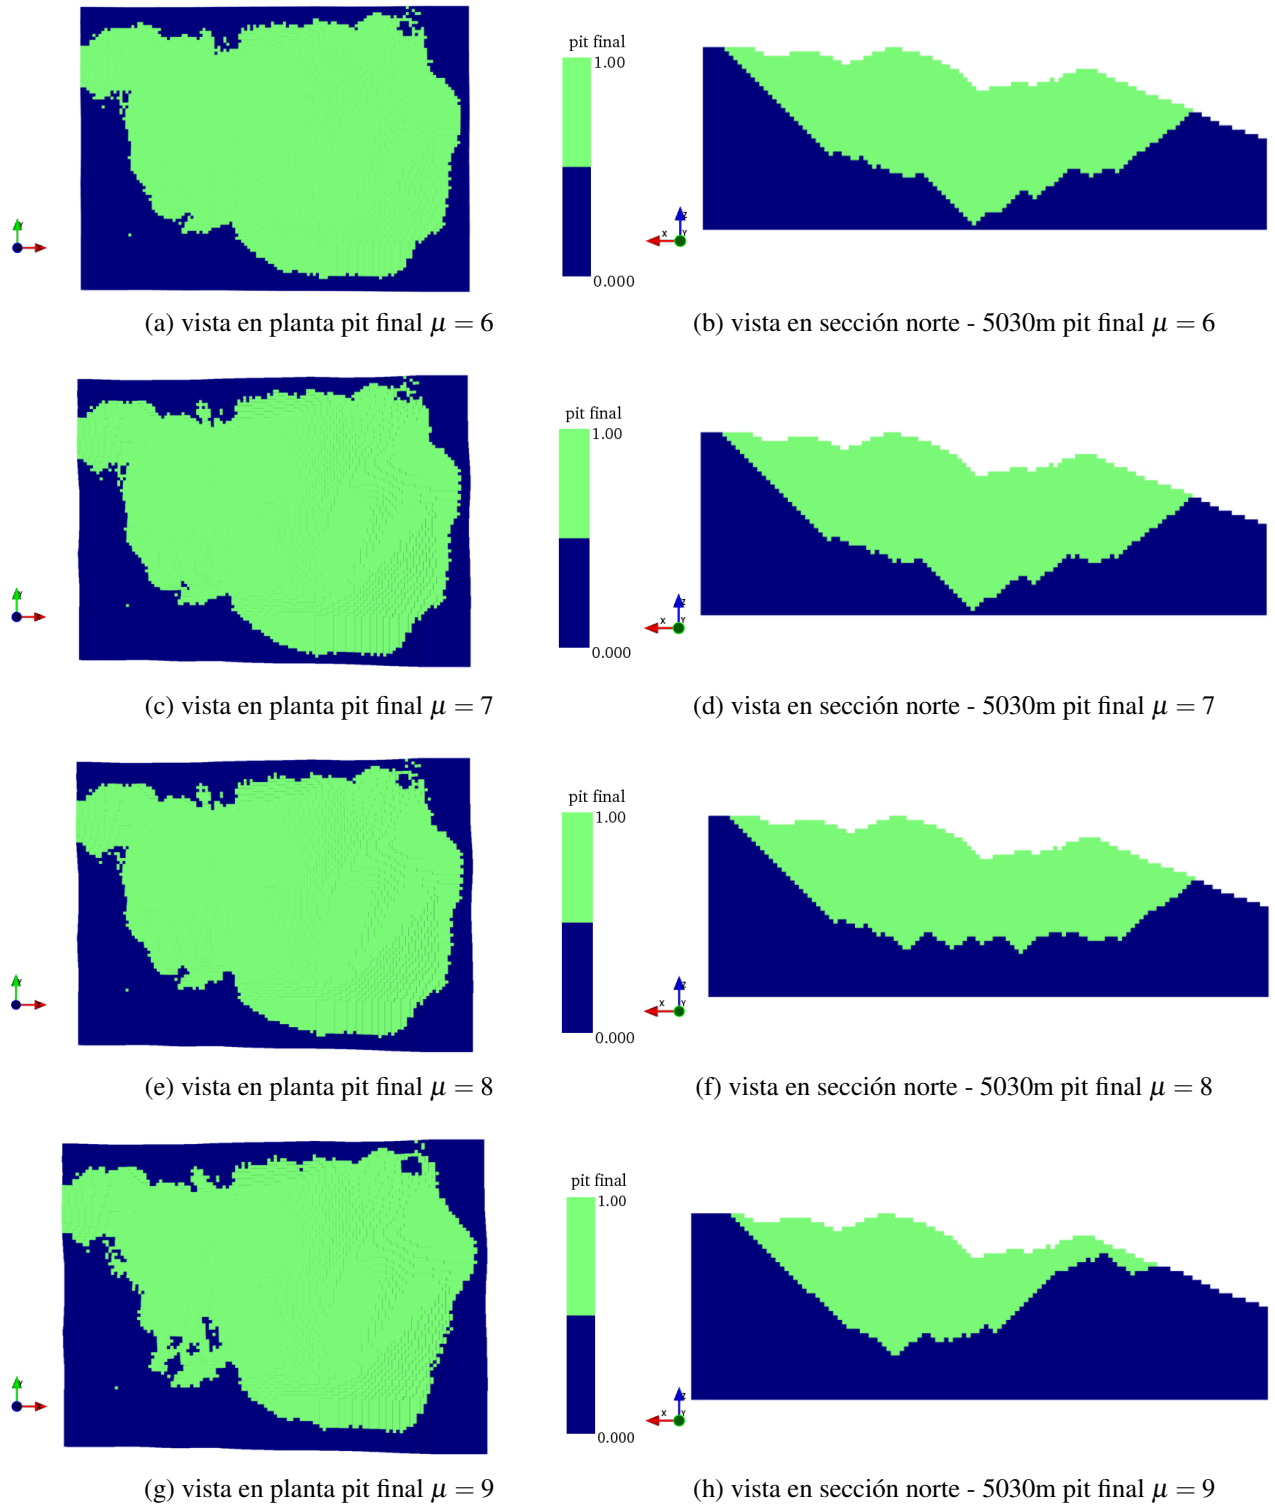 pit final
1.00
0.000
X
Z
Y
(a) vista en planta pit final μ = 6
(b) vista en sección norte - 5030m pit final μ = 6
pit final
1.00
0.000
X
Z
Y
(c) vista en planta pit final μ = 7
(d) vista en sección norte - 5030m pit final μ = 7
pit final
1.00
0.000
X
Z
Y
(e) vista en planta pit final μ = 8
(f) vista en sección norte - 5030m pit final μ = 8
pit final
1.00
0.000
X
Z
Y
(g) vista en planta pit final μ = 9
(h) vista en sección norte - 5030m pit final μ = 9